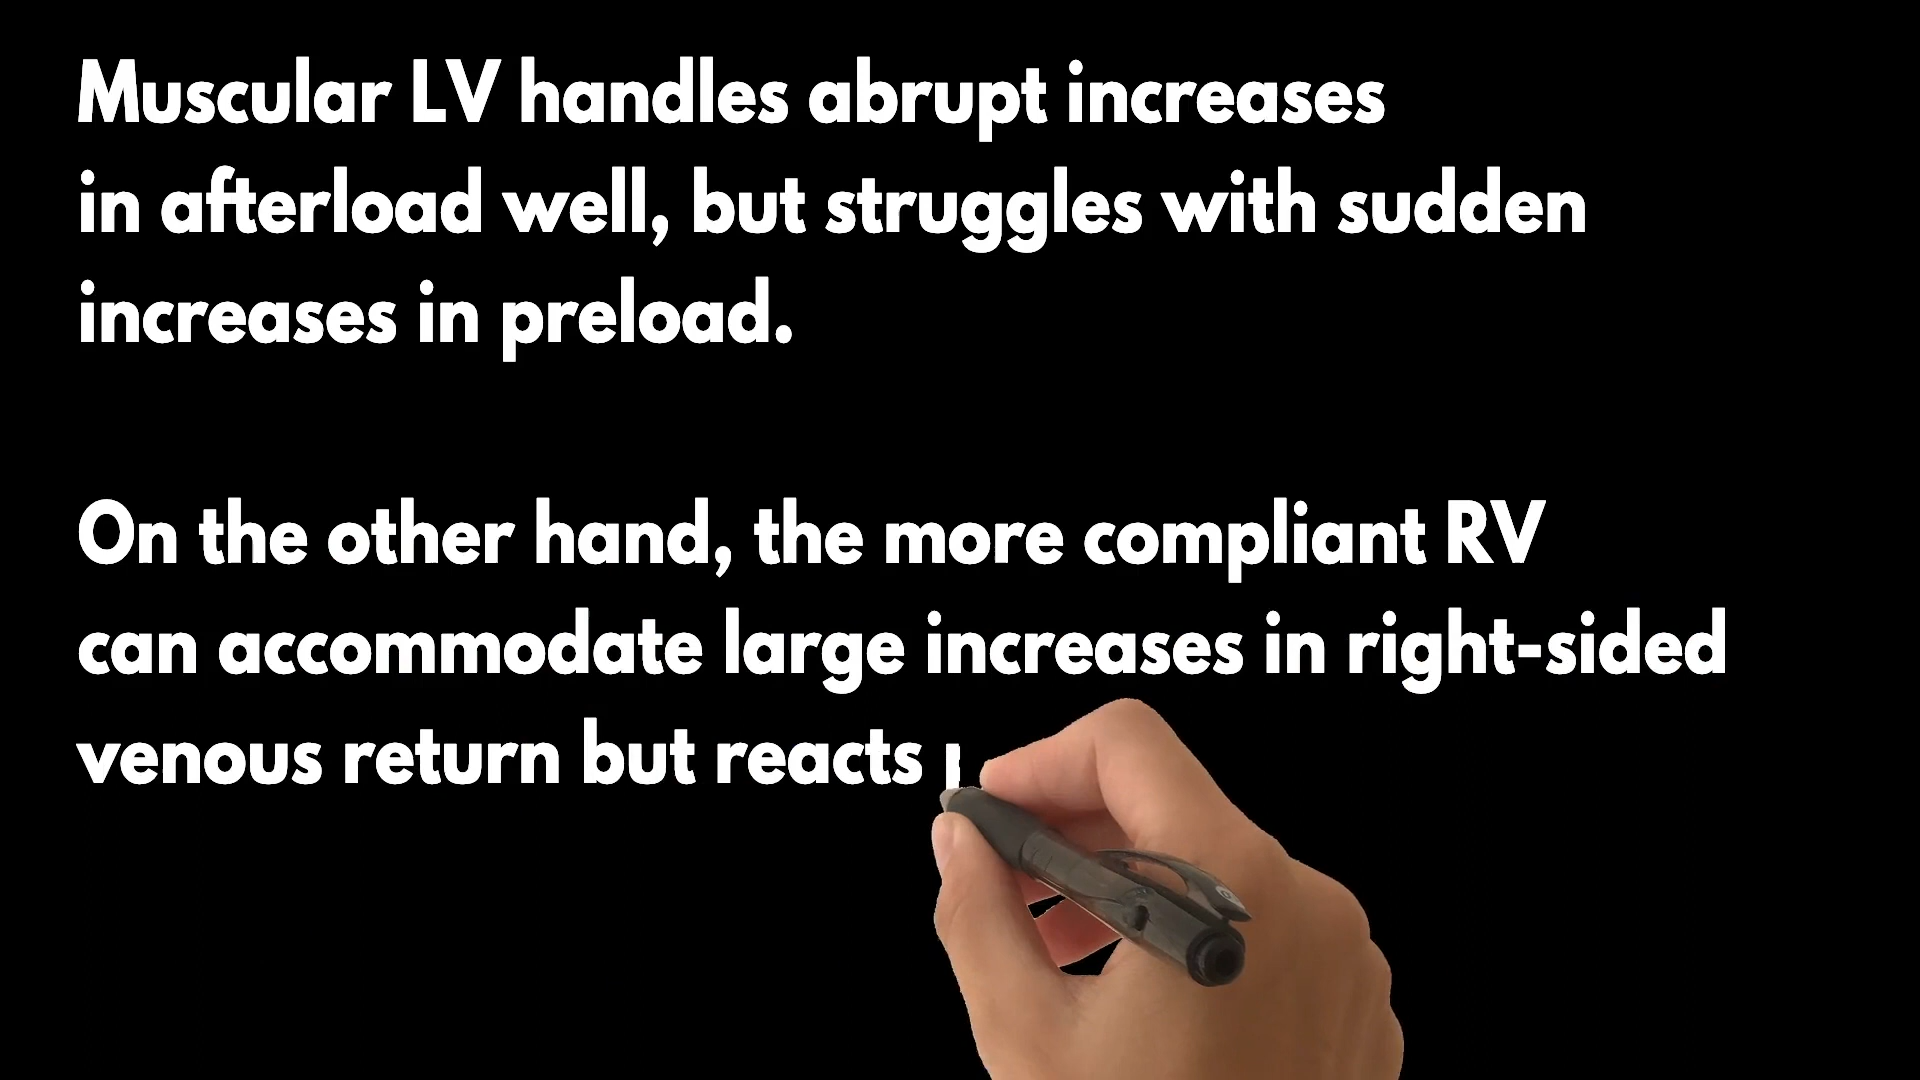 Muscular LV handles abrupt increases
in afterload well, but struggles with sudden
increases in preload.
On the other hand, the more compliant RV
can accommodate large increases in right-sided
venous return but reacts